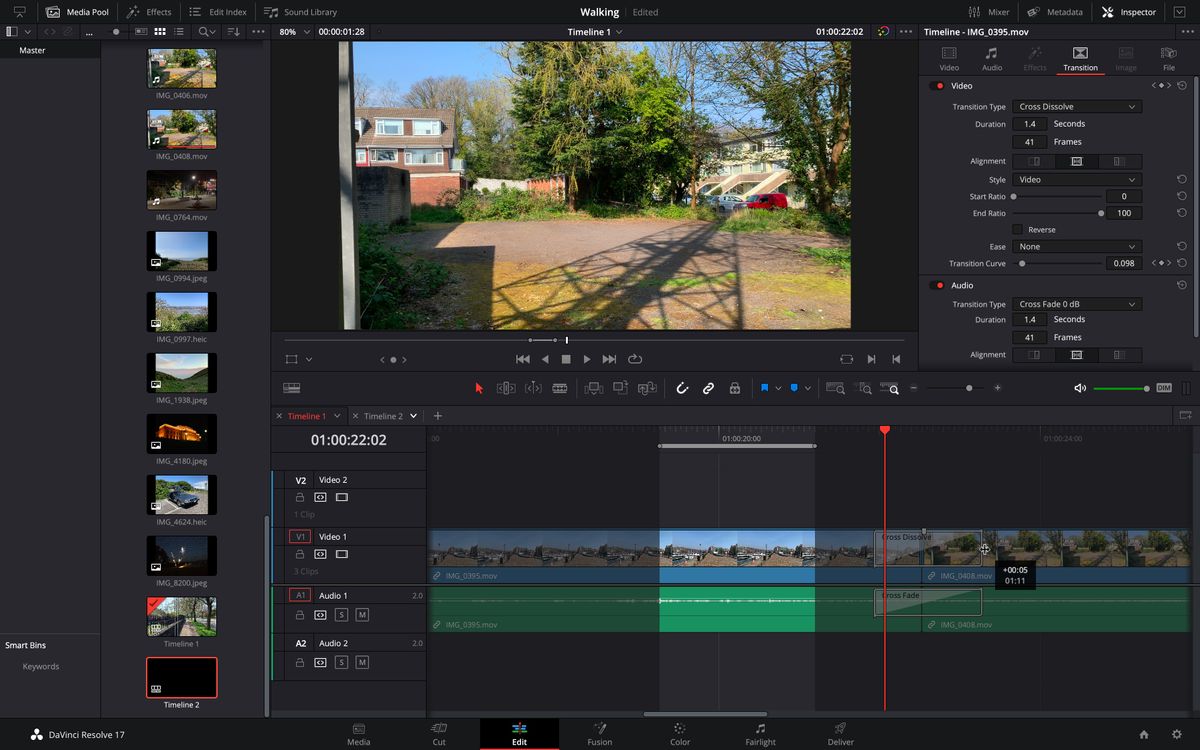 Media Pool Effects Edit Index Sound Library Walking Edited Mixer Metadata Inspector
... 80% 00:00:01:28 Timeline 1 01:00:22:02 Timeline - IMG_0395.mov
Master
IMG_0406.mov
IMG_0408.mov
IMG_0764.mov
IMG_0994.jpeg
IMG_0997.heic
IMG_1938.jpeg
IMG_4180.jpeg
IMG_4624.heic
IMG_8200.jpeg
Timeline 1
Timeline 2
Smart Bins
Keywords
Video Audio Effects Transition Image File
Video
Transition Type Cross Dissolve
Duration 1.4 Seconds
41 Frames
Alignment
Style Video
Start Ratio 0
End Ratio 100
Reverse
Ease None
Transition Curve 0.098
Audio
Transition Type Cross Fade 0 dB
Duration 1.4 Seconds
41 Frames
Alignment
DIM
Timeline 1 Timeline 2
01:00:22:02 :00 01:00:20:00 01:00:24:00
V2 Video 2
1 Clip
V1 Video 1 Cross Dissolve
3 Clips
IMG_0395.mov IMG_0408.mov
+00:05
01:11
A1 Audio 1 2.0 Cross Fade
S M
IMG_0395.mov IMG_0408.mov
A2 Audio 2 2.0
S M
DaVinci Resolve 17 Media Cut Edit Fusion Color Fairlight Deliver